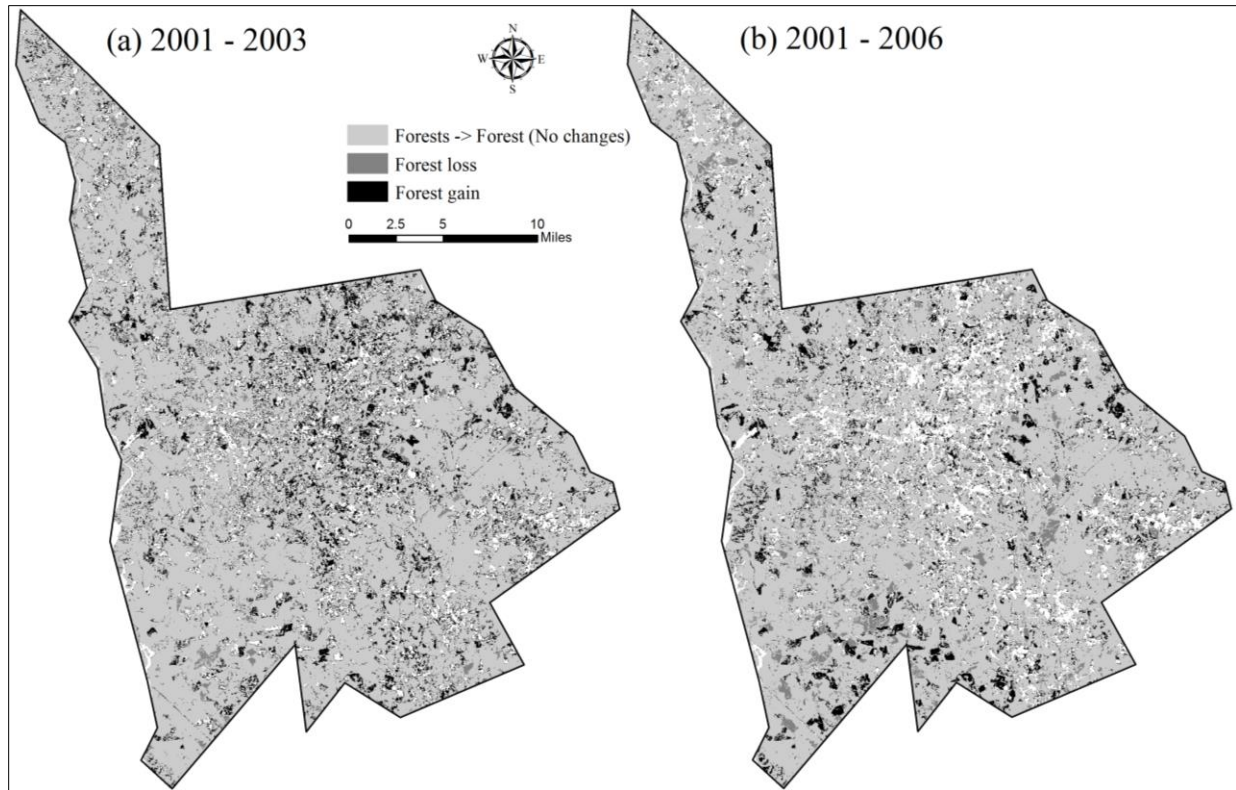 (a) 2001 - 2003
(b) 2001 - 2006
N
W E
S
Forests -> Forest (No changes)
Forest loss
Forest gain
0 2.5 5 10
Miles